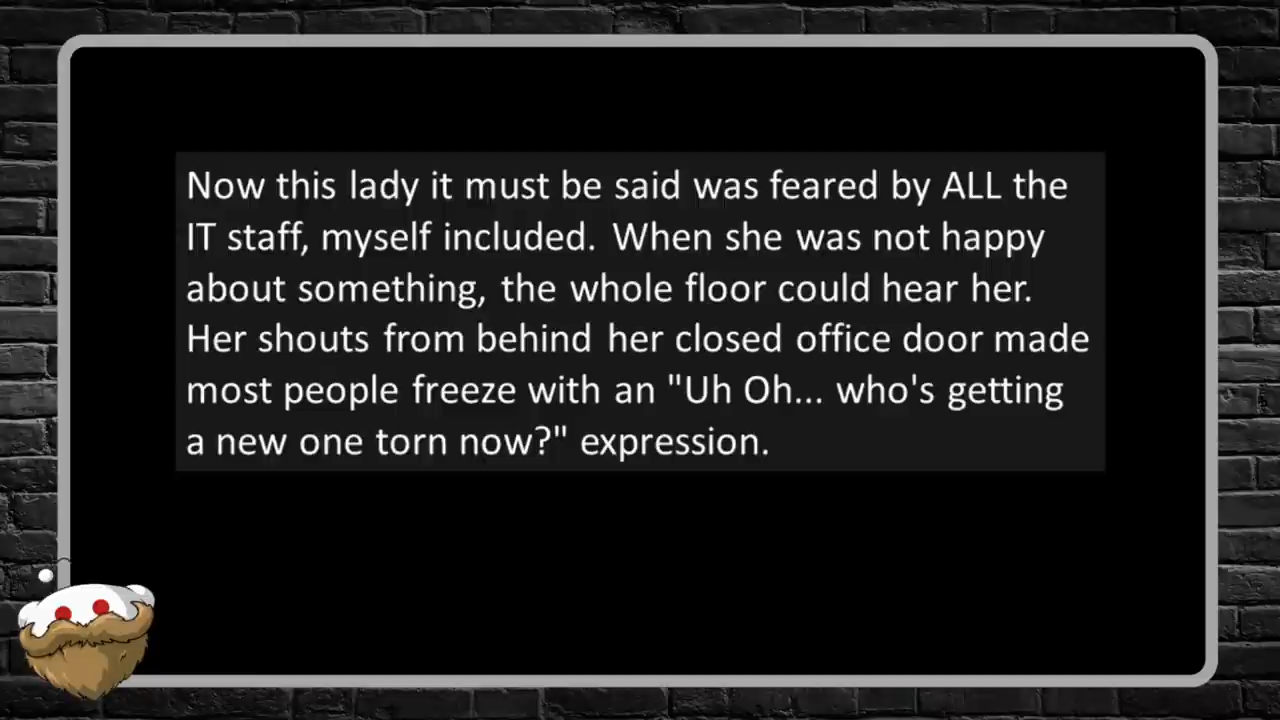 Now this lady it must be said was feared by ALL the
IT staff, myself included. When she was not happy
about something, the whole floor could hear her.
Her shouts from behind her closed office door made
most people freeze with an "Uh Oh... who's getting
a new one torn now?" expression.